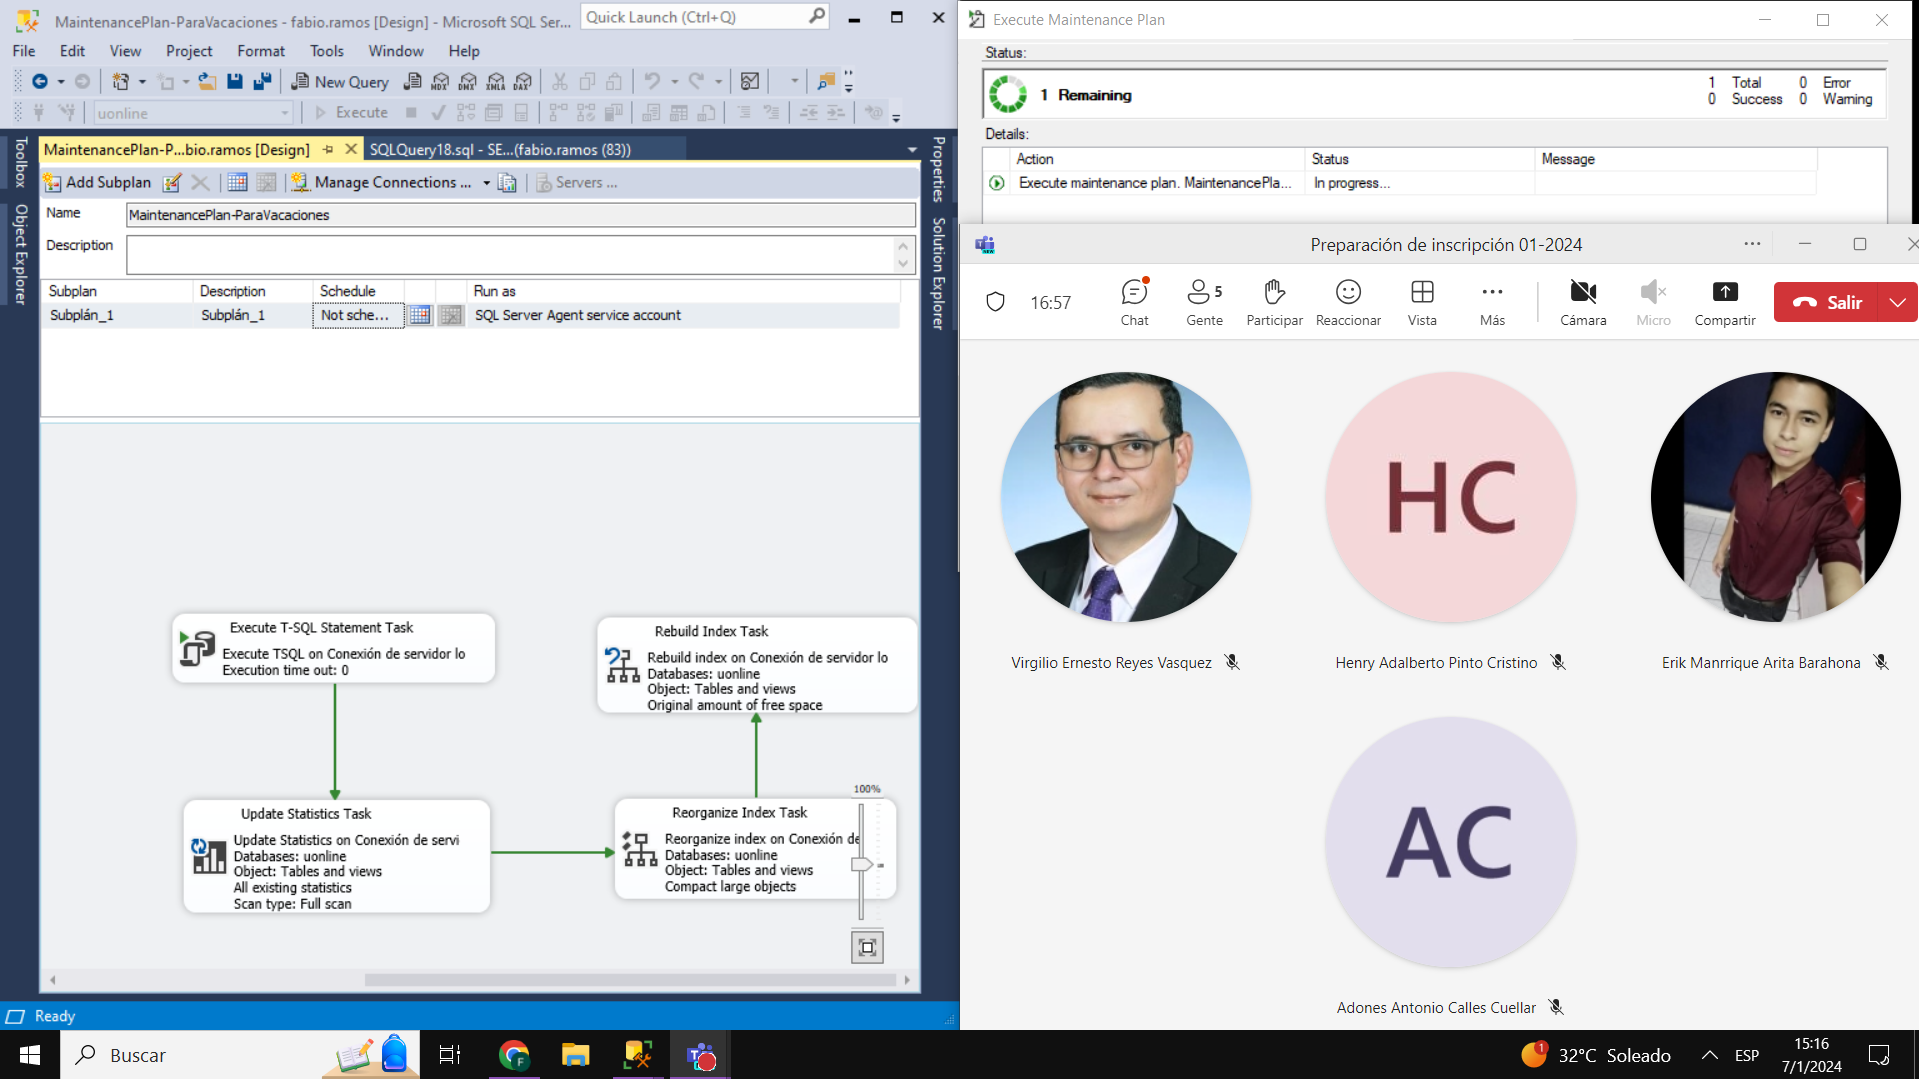 MaintenancePlan-ParaVacaciones - fabio.ramos [Design] - Microsoft SQL Ser...
Quick Launch (Ctrl+Q)
File Edit View Project Format Tools Window Help
New Query
MDX DMX XMLA DAX
uonline
Execute
MaintenancePlan-P...bio.ramos [Design]
SQLQuery18.sql - SE...(fabio.ramos (83))
Toolbox
Object Explorer
Properties
Solution Explorer
Add Subplan
Manage Connections ...
Servers ...
Name
MaintenancePlan-ParaVacaciones
Description
Subplan Description Schedule Run as
Subplán_1 Subplán_1 Not sche... SQL Server Agent service account
Execute T-SQL Statement Task
Execute TSQL on Conexión de servidor lo
Execution time out: 0
Rebuild Index Task
Rebuild index on Conexión de servidor lo
Databases: uonline
Object: Tables and views
Original amount of free space
Update Statistics Task
Update Statistics on Conexión de servi
Databases: uonline
Object: Tables and views
All existing statistics
Scan type: Full scan
Reorganize Index Task
Reorganize index on Conexión de
Databases: uonline
Object: Tables and views
Compact large objects
100%
Ready
Execute Maintenance Plan
Status:
1 Remaining
1 Total 0 Error
0 Success 0 Warning
Details:
Action Status Message
Execute maintenance plan. MaintenancePla... In progress...
Preparación de inscripción 01-2024
16:57
Chat
5
Gente
Participar
Reaccionar
Vista
Más
Cámara
Micro
Compartir
Salir
HC
Virgilio Ernesto Reyes Vasquez
Henry Adalberto Pinto Cristino
Erik Manrrique Arita Barahona
AC
Adones Antonio Calles Cuellar
Buscar
1
32°C Soleado
ESP
15:16
7/1/2024